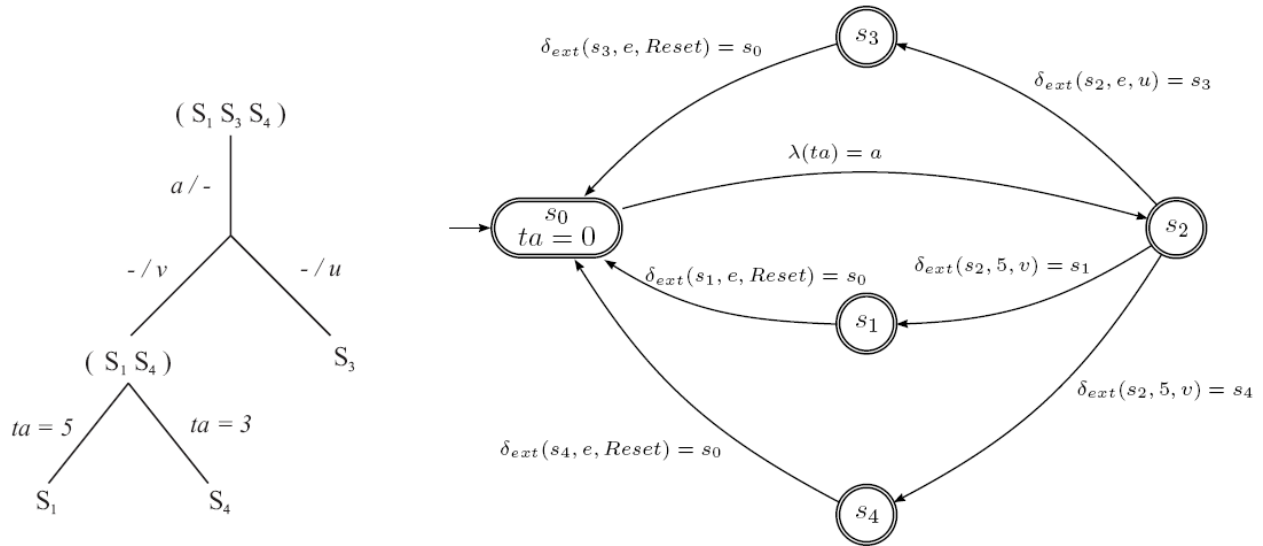 ( S₁ S₃ S₄ )
a / -
- / v
- / u
( S₁ S₄ )
S₃
ta = 5
ta = 3
S₁
S₄
s₃
δₑₓₜ(s₃, e, Reset) = s₀
δₑₓₜ(s₂, e, u) = s₃
λ(ta) = a
s₀
ta = 0
s₂
δₑₓₜ(s₁, e, Reset) = s₀
δₑₓₜ(s₂, 5, v) = s₁
s₁
δₑₓₜ(s₂, 5, v) = s₄
δₑₓₜ(s₄, e, Reset) = s₀
s₄